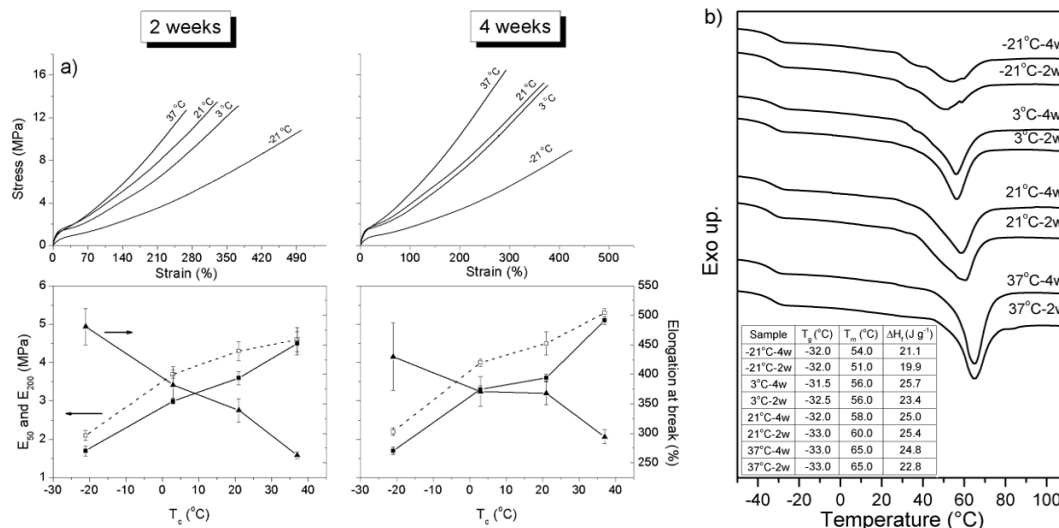 2 weeks
4 weeks
a)
16
12
8
4
0
Stress (MPa)
37 °C
21 °C
3 °C
-21 °C
0 70 140 210 280 350 420 490
Strain (%)
37 °C
21 °C
3 °C
-21 °C
0 100 200 300 400 500
Strain (%)
6
5
4
3
2
1
E50 and E200 (MPa)
-30 -20 -10 0 10 20 30 40
Tc (°C)
-30 -20 -10 0 10 20 30 40
Tc (°C)
550
500
450
400
350
300
250
Elongation at break (%)
b)
Exo up.
-21°C-4w
-21°C-2w
3°C-4w
3°C-2w
21°C-4w
21°C-2w
37°C-4w
37°C-2w
Sample Tg (°C) Tm (°C) ΔHf (J g-1)
-21°C-4w -32.0 54.0 21.1
-21°C-2w -32.0 51.0 19.9
3°C-4w -31.5 56.0 25.7
3°C-2w -32.5 56.0 23.4
21°C-4w -32.0 58.0 25.0
21°C-2w -33.0 60.0 25.4
37°C-4w -33.0 65.0 24.8
37°C-2w -33.0 65.0 22.8
-40 -20 0 20 40 60 80 100
Temperature (°C)